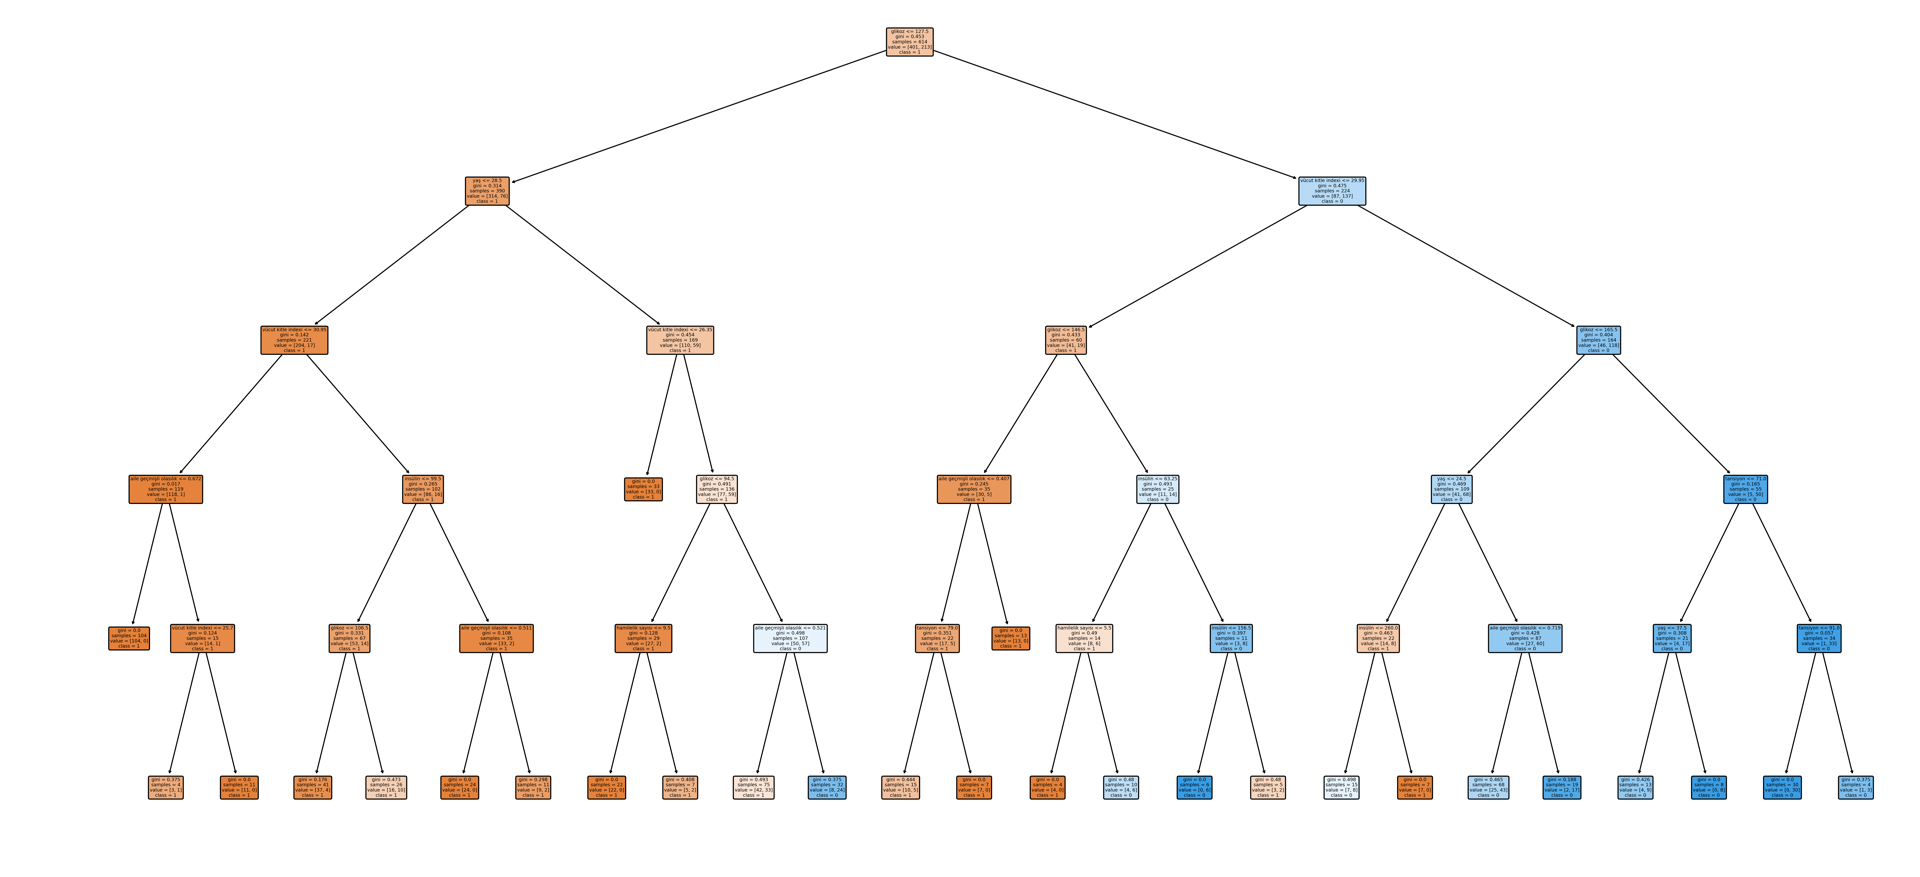 glikoz <= 127.5
gini = 0.453
samples = 614
value = [401, 213]
class = 1
yaş <= 28.5
gini = 0.314
samples = 390
value = [314, 76]
class = 1
vücut kitle indexi <= 29.95
gini = 0.475
samples = 224
value = [87, 137]
class = 0
vücut kitle indexi <= 30.95
gini = 0.142
samples = 221
value = [204, 17]
class = 1
vücut kitle indexi <= 26.35
gini = 0.454
samples = 169
value = [110, 59]
class = 1
glikoz <= 146.5
gini = 0.433
samples = 60
value = [41, 19]
class = 1
glikoz <= 165.5
gini = 0.404
samples = 164
value = [46, 118]
class = 0
aile geçmişli olasılık <= 0.672
gini = 0.017
samples = 119
value = [118, 1]
class = 1
insülin <= 99.5
gini = 0.265
samples = 102
value = [86, 16]
class = 1
gini = 0.0
samples = 33
value = [33, 0]
class = 1
glikoz <= 94.5
gini = 0.491
samples = 136
value = [77, 59]
class = 1
aile geçmişli olasılık <= 0.407
gini = 0.245
samples = 35
value = [30, 5]
class = 1
insülin <= 63.25
gini = 0.493
samples = 25
value = [11, 14]
class = 0
yaş <= 24.5
gini = 0.469
samples = 109
value = [41, 68]
class = 0
tansiyon <= 71.0
gini = 0.165
samples = 55
value = [5, 50]
class = 0
gini = 0.0
samples = 104
value = [104, 0]
class = 1
vücut kitle indexi <= 25.7
gini = 0.124
samples = 15
value = [14, 1]
class = 1
glikoz <= 106.5
gini = 0.331
samples = 67
value = [53, 14]
class = 1
aile geçmişli olasılık <= 0.511
gini = 0.108
samples = 35
value = [33, 2]
class = 1
hamilelik sayısı <= 9.5
gini = 0.128
samples = 29
value = [27, 2]
class = 1
aile geçmişli olasılık <= 0.521
gini = 0.498
samples = 107
value = [50, 57]
class = 0
tansiyon <= 79.0
gini = 0.351
samples = 22
value = [17, 5]
class = 1
gini = 0.0
samples = 13
value = [13, 0]
class = 1
hamilelik sayısı <= 5.5
gini = 0.49
samples = 14
value = [8, 6]
class = 1
insülin <= 156.5
gini = 0.397
samples = 11
value = [3, 8]
class = 0
insülin <= 260.0
gini = 0.463
samples = 22
value = [14, 8]
class = 1
aile geçmişli olasılık <= 0.719
gini = 0.428
samples = 87
value = [27, 60]
class = 0
yaş <= 37.5
gini = 0.308
samples = 21
value = [4, 17]
class = 0
tansiyon <= 91.0
gini = 0.057
samples = 34
value = [1, 33]
class = 0
gini = 0.375
samples = 4
value = [3, 1]
class = 1
gini = 0.0
samples = 11
value = [11, 0]
class = 1
gini = 0.176
samples = 41
value = [37, 4]
class = 1
gini = 0.473
samples = 26
value = [16, 10]
class = 1
gini = 0.0
samples = 24
value = [24, 0]
class = 1
gini = 0.298
samples = 11
value = [9, 2]
class = 1
gini = 0.0
samples = 22
value = [22, 0]
class = 1
gini = 0.408
samples = 7
value = [5, 2]
class = 1
gini = 0.493
samples = 75
value = [42, 33]
class = 1
gini = 0.375
samples = 32
value = [8, 24]
class = 0
gini = 0.444
samples = 15
value = [10, 5]
class = 1
gini = 0.0
samples = 7
value = [7, 0]
class = 1
gini = 0.0
samples = 4
value = [4, 0]
class = 1
gini = 0.48
samples = 10
value = [4, 6]
class = 0
gini = 0.0
samples = 6
value = [0, 6]
class = 0
gini = 0.48
samples = 5
value = [3, 2]
class = 1
gini = 0.498
samples = 15
value = [7, 8]
class = 0
gini = 0.0
samples = 7
value = [7, 0]
class = 1
gini = 0.465
samples = 68
value = [25, 43]
class = 0
gini = 0.188
samples = 19
value = [2, 17]
class = 0
gini = 0.426
samples = 13
value = [4, 9]
class = 0
gini = 0.0
samples = 8
value = [0, 8]
class = 0
gini = 0.0
samples = 30
value = [0, 30]
class = 0
gini = 0.375
samples = 4
value = [1, 3]
class = 0